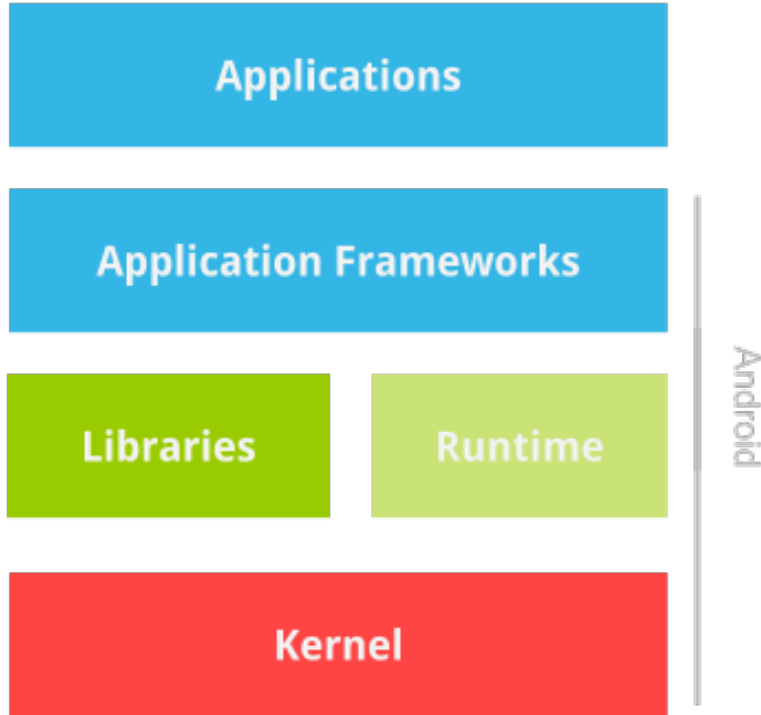 Applications
Application Frameworks
Libraries
Runtime
Kernel
Android